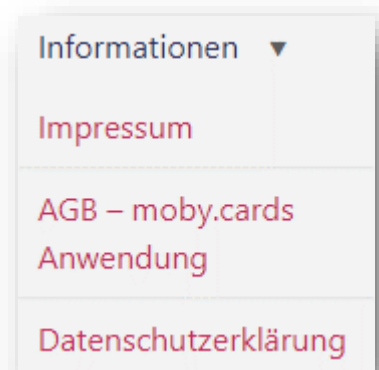 Informationen ▼
Impressum
AGB – moby.cards
Anwendung
Datenschutzerklärung